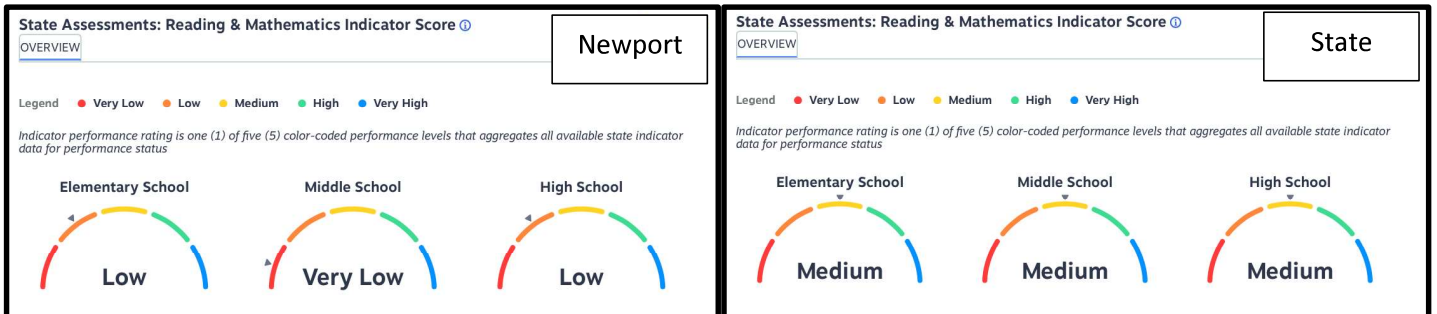 State Assessments: Reading & Mathematics Indicator Score
OVERVIEW
Newport
Legend Very Low Low Medium High Very High
Indicator performance rating is one (1) of five (5) color-coded performance levels that aggregates all available state indicator
data for performance status
Elementary School Middle School High School
Low Very Low Low
State Assessments: Reading & Mathematics Indicator Score
OVERVIEW
State
Legend Very Low Low Medium High Very High
Indicator performance rating is one (1) of five (5) color-coded performance levels that aggregates all available state indicator
data for performance status
Elementary School Middle School High School
Medium Medium Medium